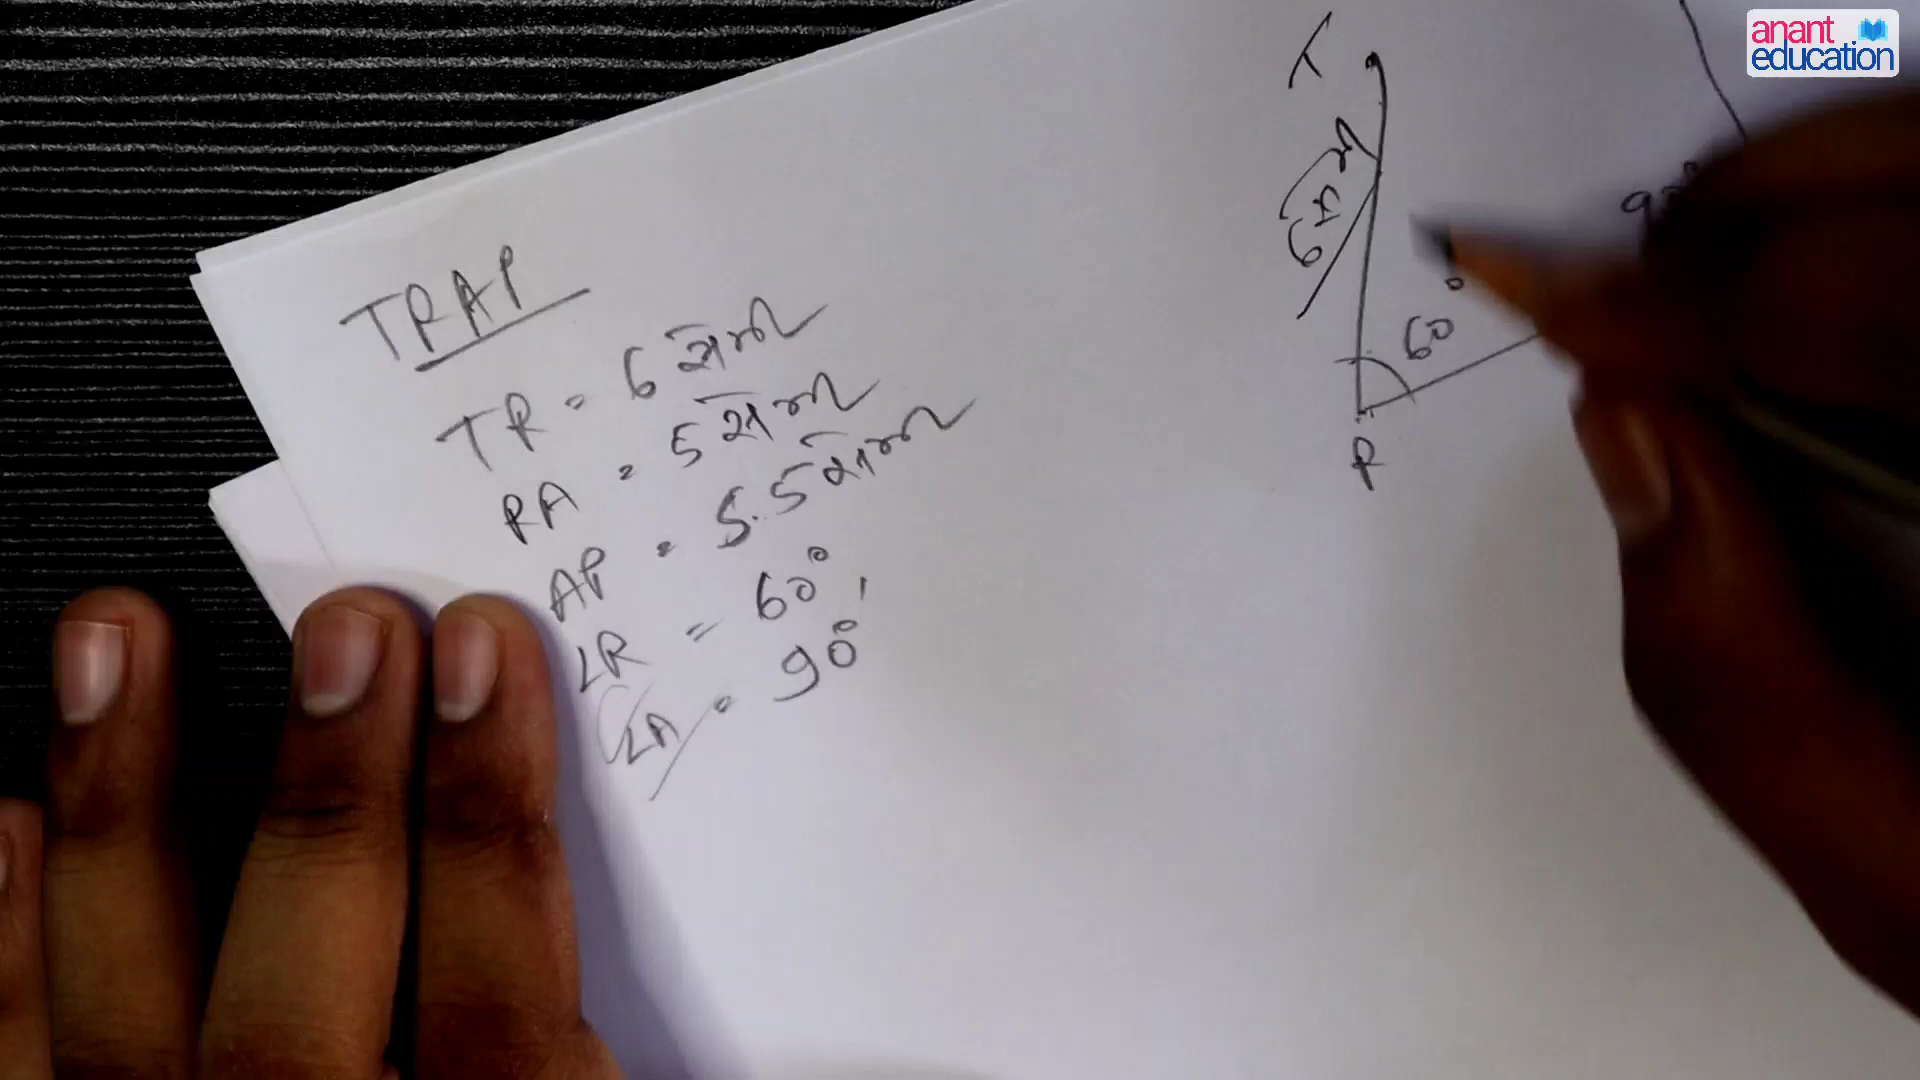 anant
education
TRAP
TR = 6 सेमी
RA = 5 सेमी
AP = 5.5 सेमी
∠R = 60°,
∠A = 90°
T
6 सेमी
60°
R